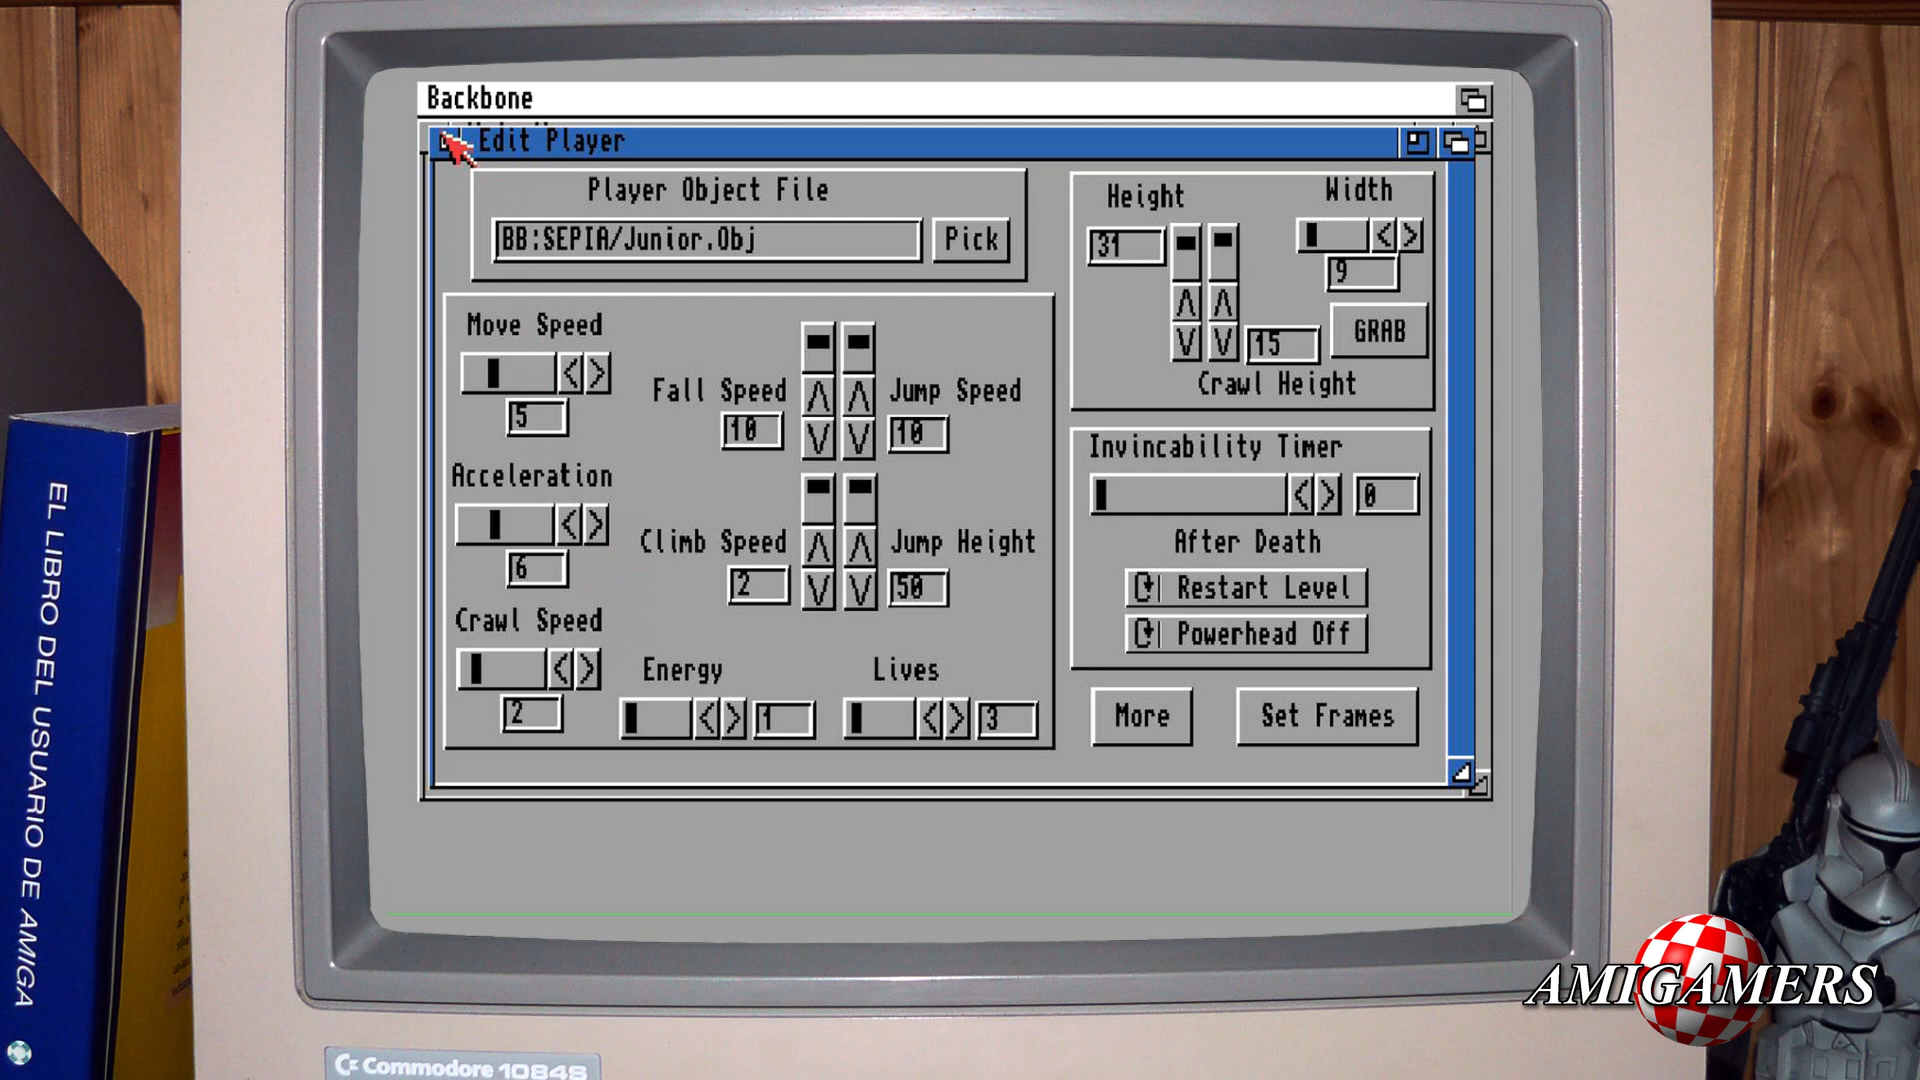 Backbone
Edit Player
Player Object File
BB:SEPIA/Junior.Obj
Pick
Height
31
Width
9
GRAB
15
Crawl Height
Move Speed
5
Fall Speed
10
Jump Speed
10
Acceleration
6
Climb Speed
2
Jump Height
50
Crawl Speed
2
Energy
1
Lives
3
Invincability Timer
0
After Death
Restart Level
Powerhead Off
More
Set Frames
EL LIBRO DEL USUARIO DE AMIGA
Commodore 1084S
AMIGAMERS